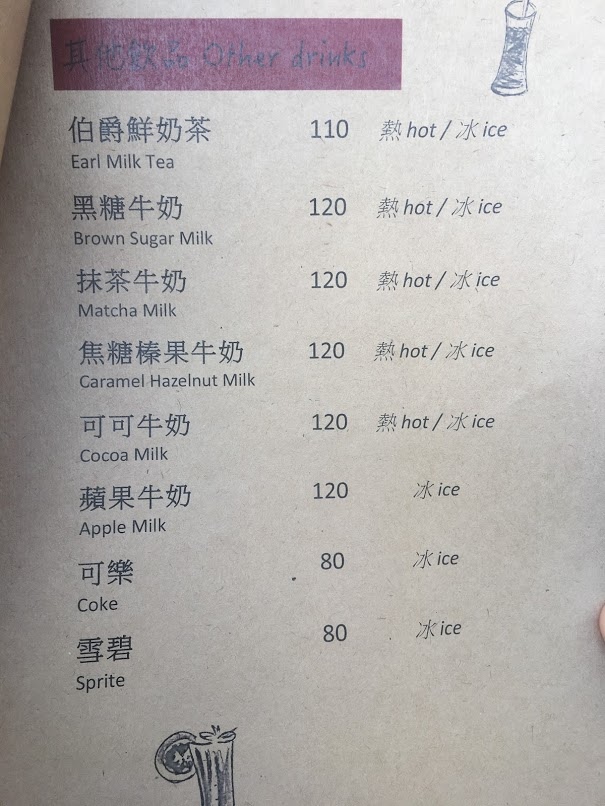 其他飲品 Other drinks
伯爵鮮奶茶 110 熱 hot / 冰 ice
Earl Milk Tea
黑糖牛奶 120 熱 hot / 冰 ice
Brown Sugar Milk
抹茶牛奶 120 熱 hot / 冰 ice
Matcha Milk
焦糖榛果牛奶 120 熱 hot / 冰 ice
Caramel Hazelnut Milk
可可牛奶 120 熱 hot / 冰 ice
Cocoa Milk
蘋果牛奶 120 冰 ice
Apple Milk
可樂 80 冰 ice
Coke
雪碧 80 冰 ice
Sprite